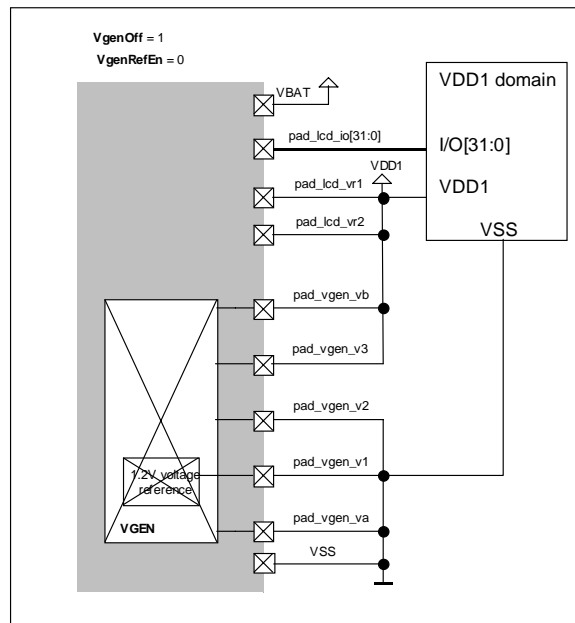 VgenOff = 1
VgenRefEn = 0
VBAT
VDD1 domain
pad_lcd_io[31:0]
I/O[31:0]
VDD1
pad_lcd_vr1
VDD1
pad_lcd_vr2
VSS
pad_vgen_vb
pad_vgen_v3
pad_vgen_v2
pad_vgen_v1
1.2V voltage
reference
pad_vgen_va
VGEN
VSS